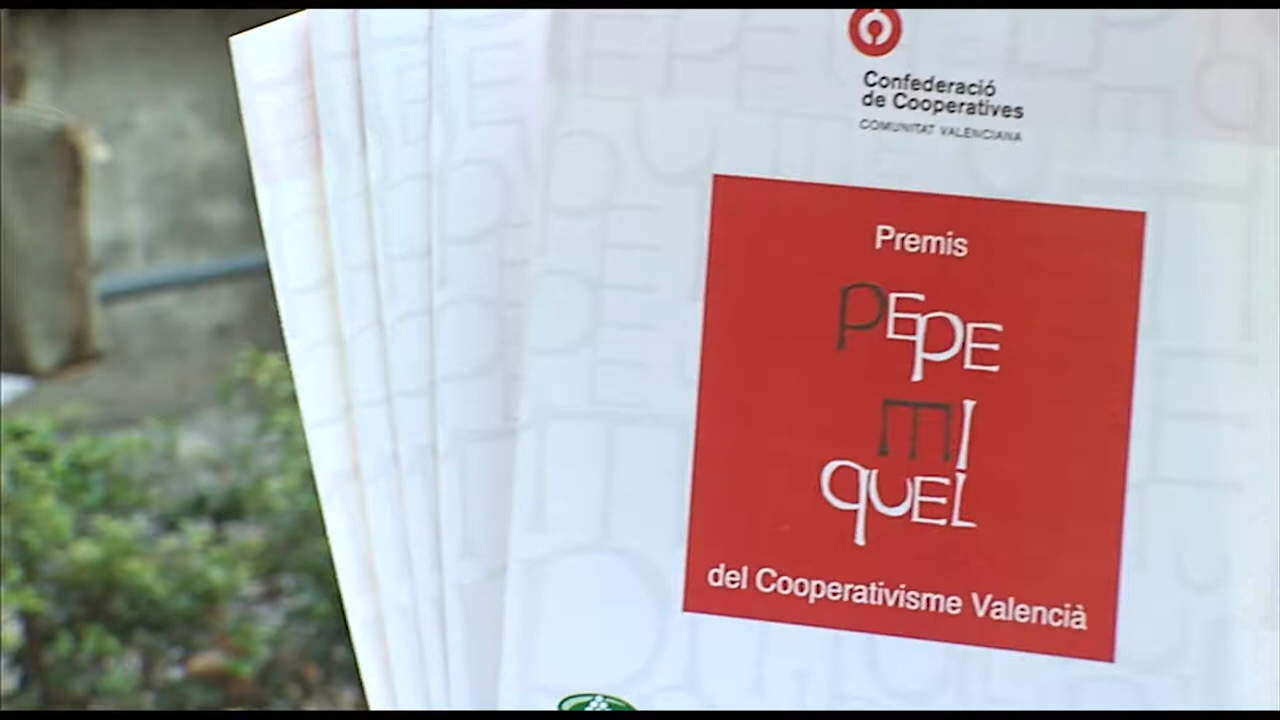 Confederació
de Cooperatives
COMUNITAT VALENCIANA
Premis
PEPE
MI
QUEL
del Cooperativisme Valencià